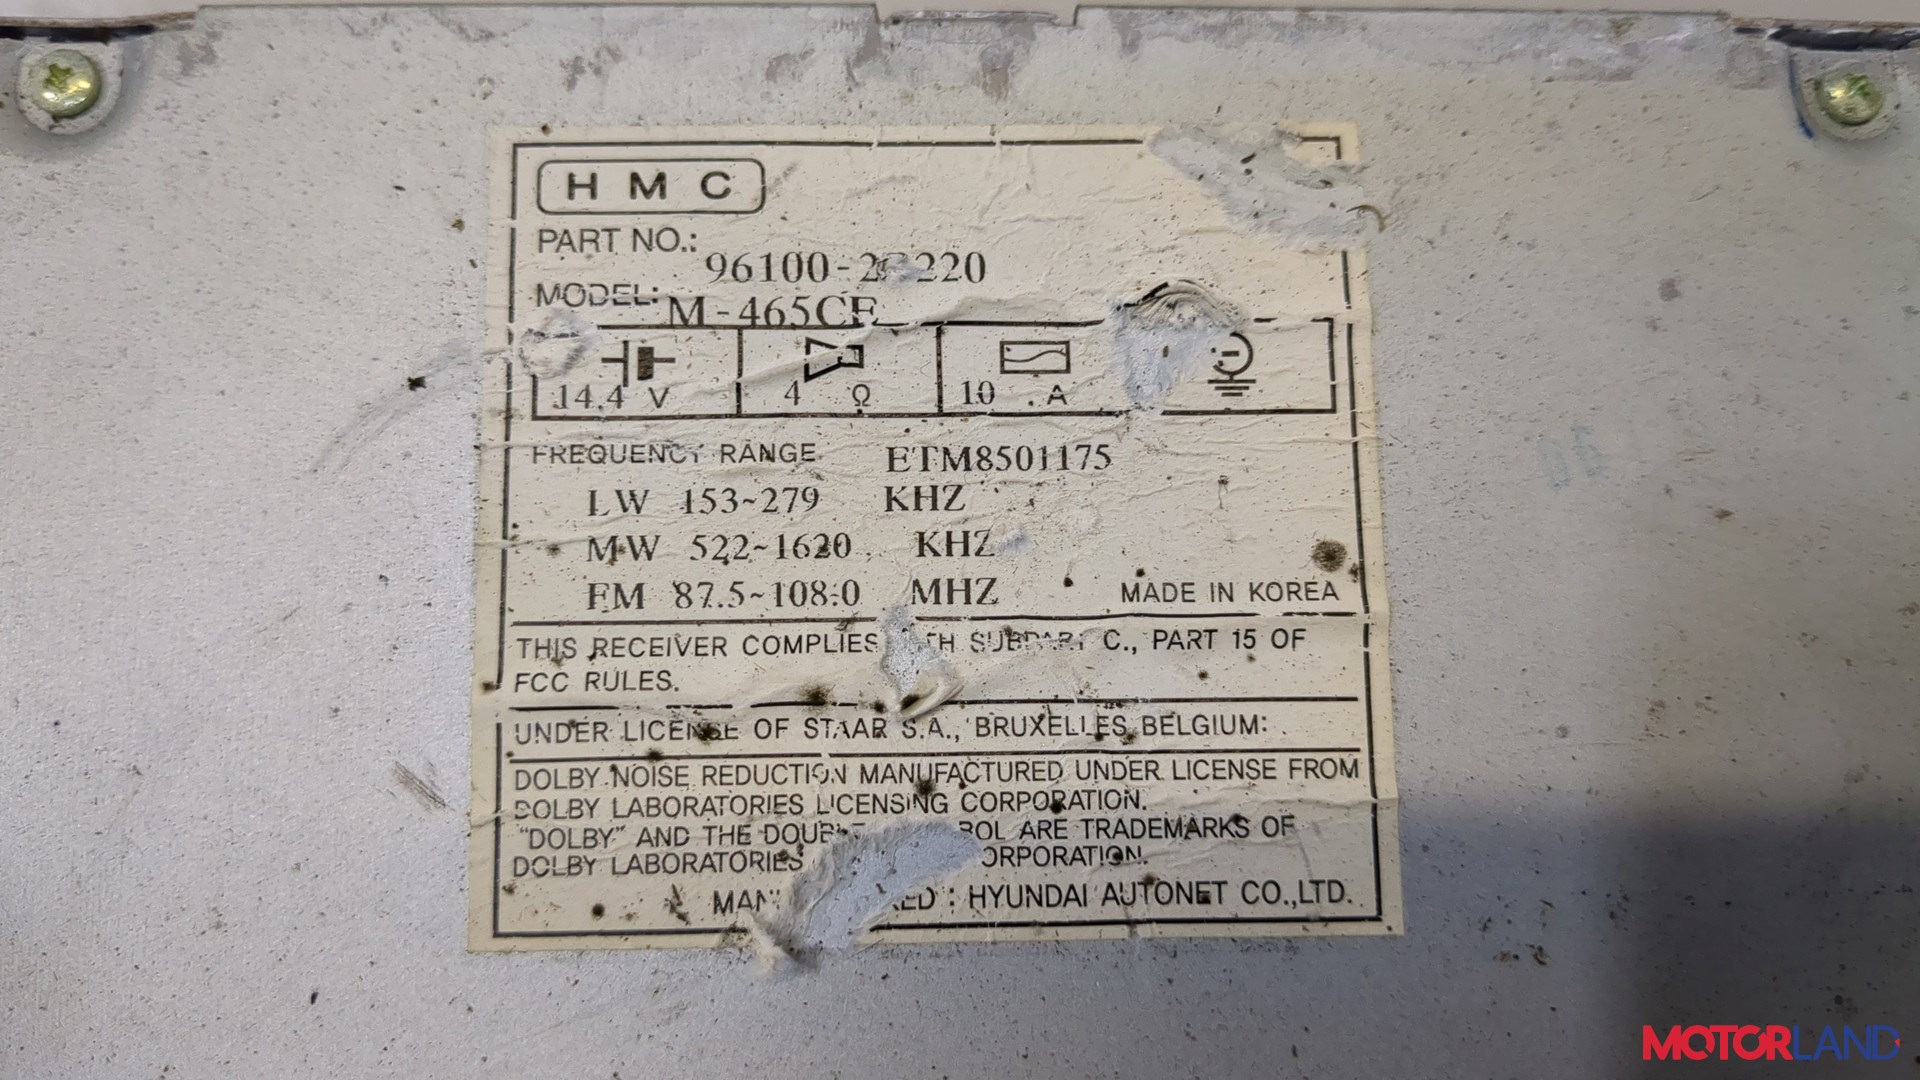 HMC
PART NO.:
MODEL: M-465CE
14.4 V 4 Ω 10 A
FREQUENCY RANGE ETM8501175
LW 153~279 KHZ
MW 522~1620 KHZ
FM 87.5~108.0 MHZ MADE IN KOREA
THIS RECEIVER COMPLIES SUBPART C., PART 15 OF
FCC RULES.
UNDER LICENSE OF STAAR S.A., BRUXELLES, BELGIUM:
DOLBY NOISE REDUCTION MANUFACTURED UNDER LICENSE FROM
DOLBY LABORATORIES LICENSING CORPORATION.
"DOLBY" AND THE ARE TRADEMARKS OF
DOLBY LABORATORIES CORPORATION.
: HYUNDAI AUTONET CO.,LTD.
MOTORLAND